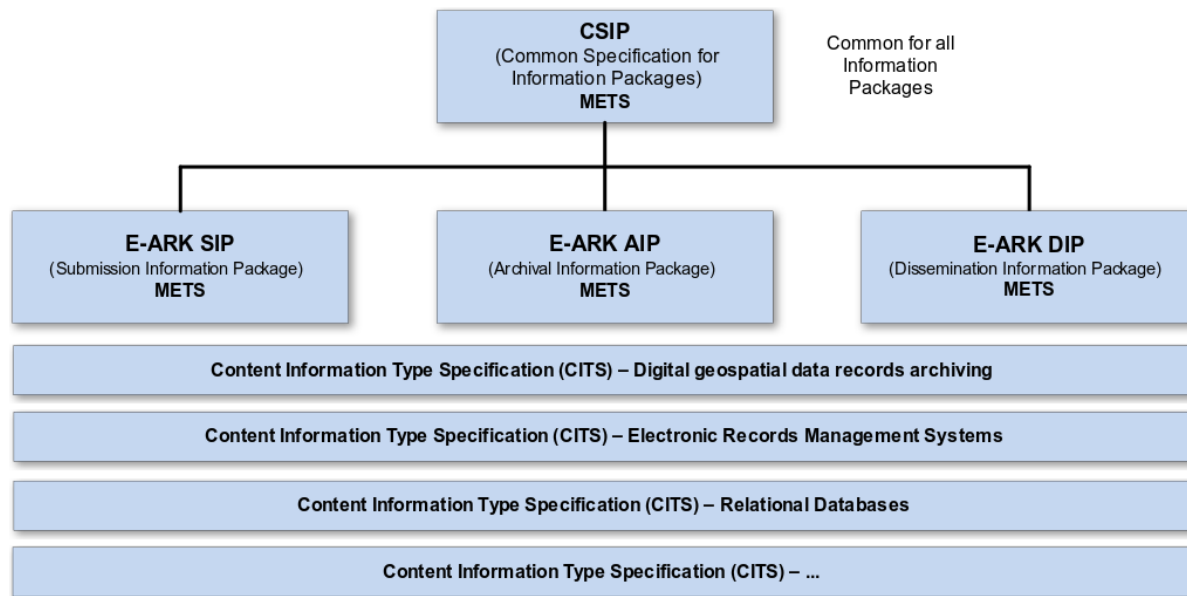 CSIP
(Common Specification for
Information Packages)
METS
Common for all
Information
Packages
E-ARK SIP
(Submission Information Package)
METS
E-ARK AIP
(Archival Information Package)
METS
E-ARK DIP
(Dissemination Information Package)
METS
Content Information Type Specification (CITS) – Digital geospatial data records archiving
Content Information Type Specification (CITS) – Electronic Records Management Systems
Content Information Type Specification (CITS) – Relational Databases
Content Information Type Specification (CITS) – ...